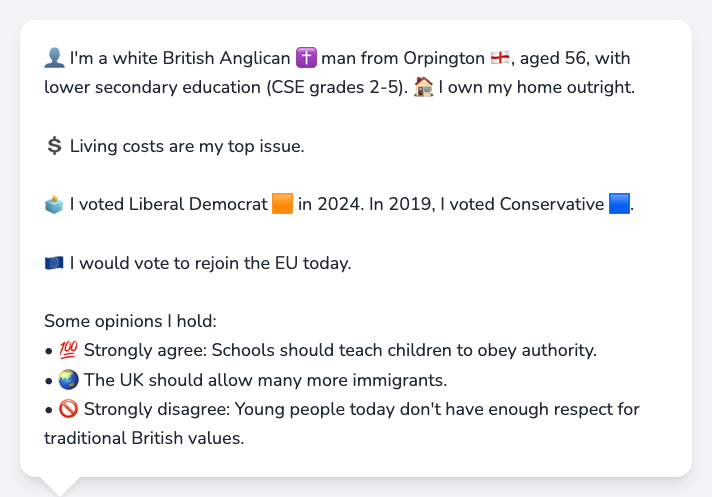 👤 I'm a white British Anglican ✝️ man from Orpington 🏴󠁧󠁢󠁥󠁮󠁧󠁿, aged 56, with
lower secondary education (CSE grades 2-5). 🏠 I own my home outright.
💲 Living costs are my top issue.
🗳️ I voted Liberal Democrat 🟧 in 2024. In 2019, I voted Conservative 🟦.
🇪🇺 I would vote to rejoin the EU today.
Some opinions I hold:
• 💯 Strongly agree: Schools should teach children to obey authority.
• 🌏 The UK should allow many more immigrants.
• 🚫 Strongly disagree: Young people today don't have enough respect for
traditional British values.